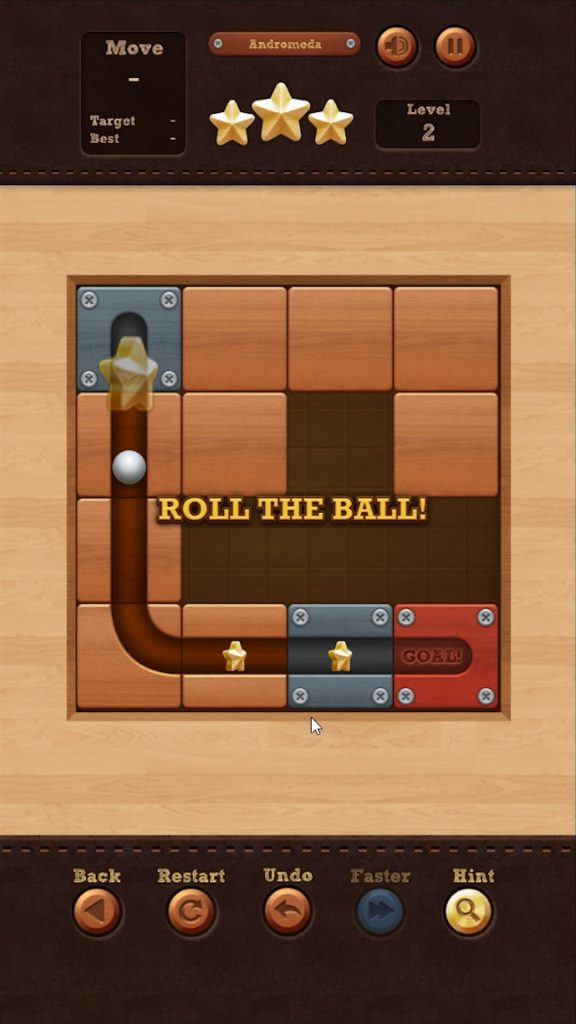 Move
-
Target -
Best -
Andromeda
Level
2
ROLL THE BALL!
GOAL!
Back
Restart
Undo
Faster
Hint